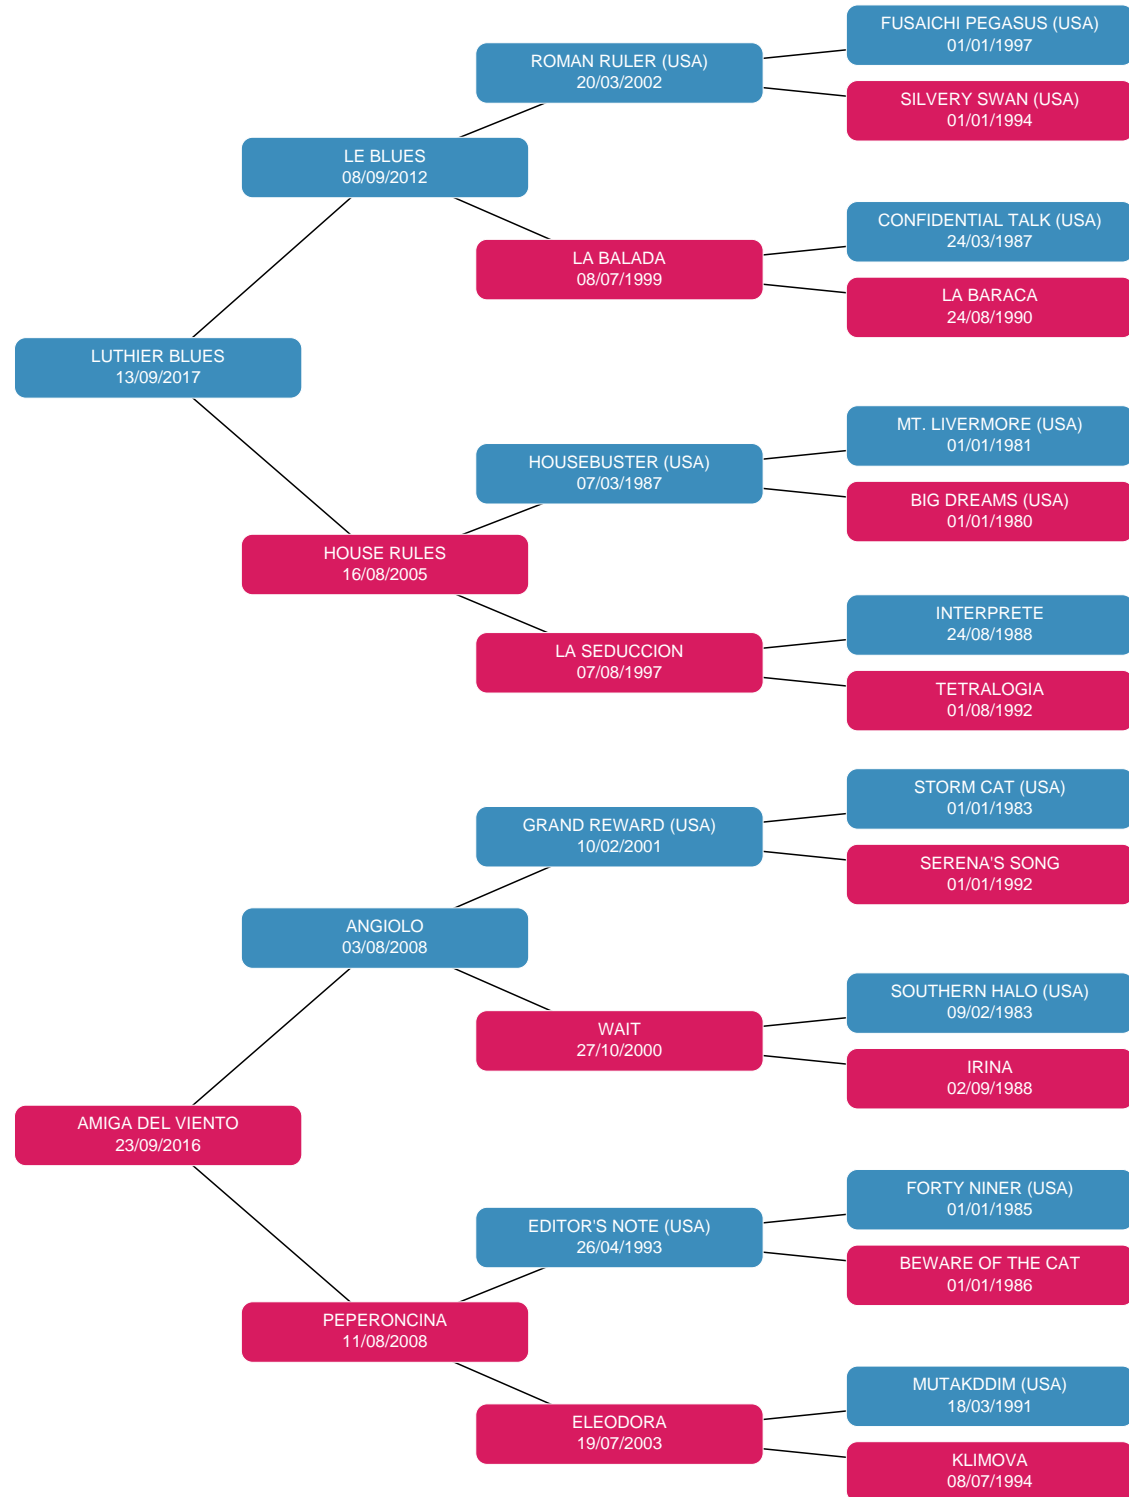 FUSAICHI PEGASUS (USA)
01/01/1997
ROMAN RULER (USA)
20/03/2002
SILVERY SWAN (USA)
01/01/1994
LE BLUES
08/09/2012
CONFIDENTIAL TALK (USA)
24/03/1987
LA BALADA
08/07/1999
LA BARACA
24/08/1990
LUTHIER BLUES
13/09/2017
MT. LIVERMORE (USA)
01/01/1981
HOUSEBUSTER (USA)
07/03/1987
BIG DREAMS (USA)
01/01/1980
HOUSE RULES
16/08/2005
INTERPRETE
24/08/1988
LA SEDUCCION
07/08/1997
TETRALOGIA
01/08/1992
STORM CAT (USA)
01/01/1983
GRAND REWARD (USA)
10/02/2001
SERENA'S SONG
01/01/1992
ANGIOLO
03/08/2008
SOUTHERN HALO (USA)
09/02/1983
WAIT
27/10/2000
IRINA
02/09/1988
AMIGA DEL VIENTO
23/09/2016
FORTY NINER (USA)
01/01/1985
EDITOR'S NOTE (USA)
26/04/1993
BEWARE OF THE CAT
01/01/1986
PEPERONCINA
11/08/2008
MUTAKDDIM (USA)
18/03/1991
ELEODORA
19/07/2003
KLIMOVA
08/07/1994